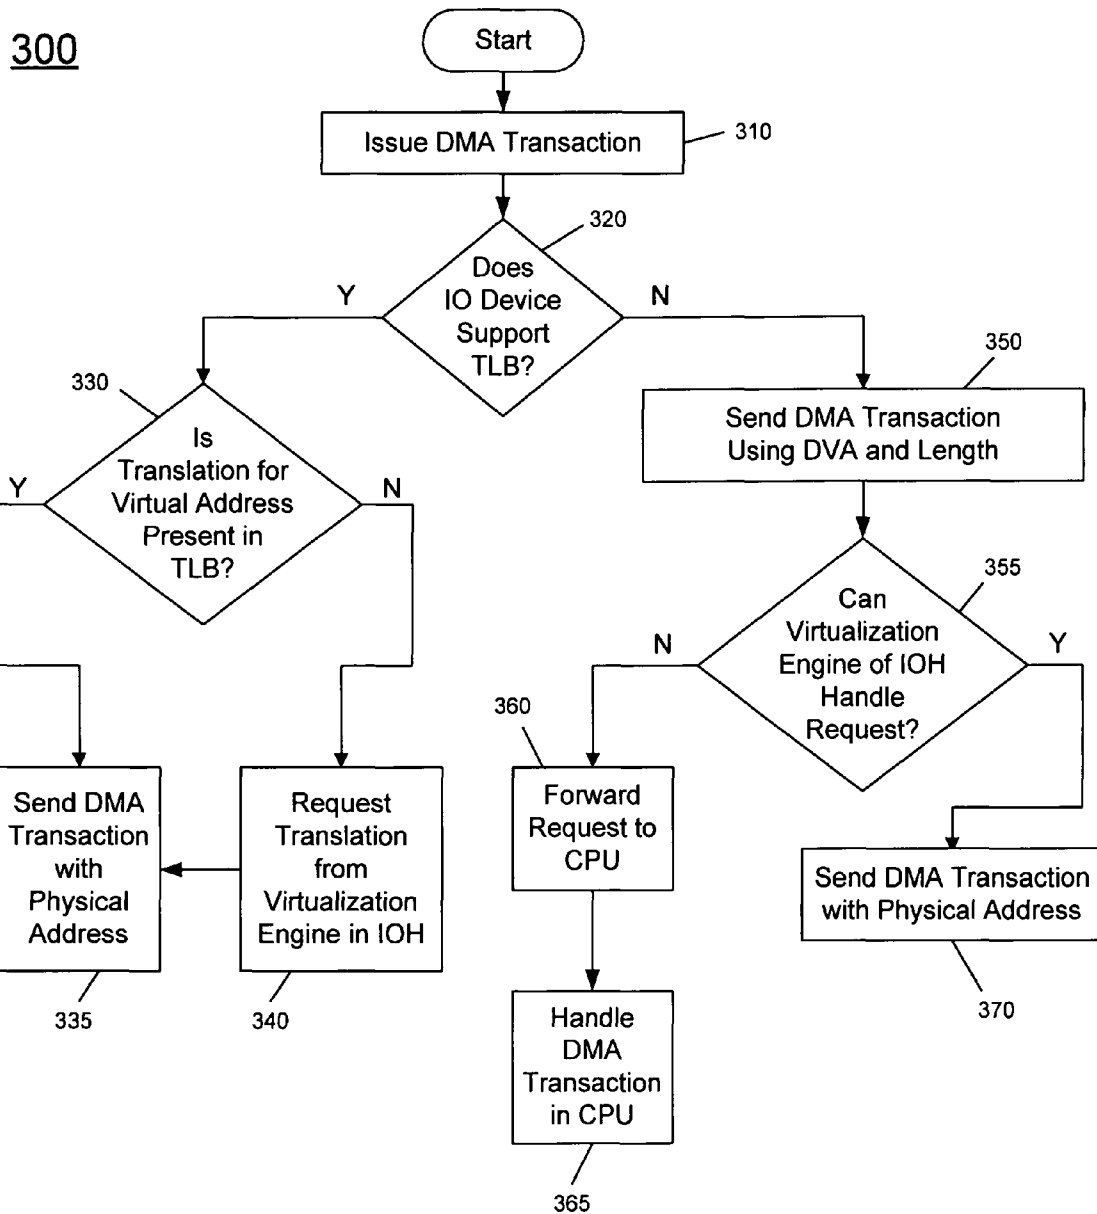 300
Start
Issue DMA Transaction
310
320
Does
IO Device
Support
TLB?
Y
N
330
Is
Translation for
Virtual Address
Present in
TLB?
Y
N
350
Send DMA Transaction
Using DVA and Length
355
Can
Virtualization
Engine of IOH
Handle
Request?
N
Y
Send DMA
Transaction
with
Physical
Address
335
Request
Translation
from
Virtualization
Engine in IOH
340
360
Forward
Request to
CPU
Send DMA Transaction
with Physical Address
370
Handle
DMA
Transaction
in CPU
365